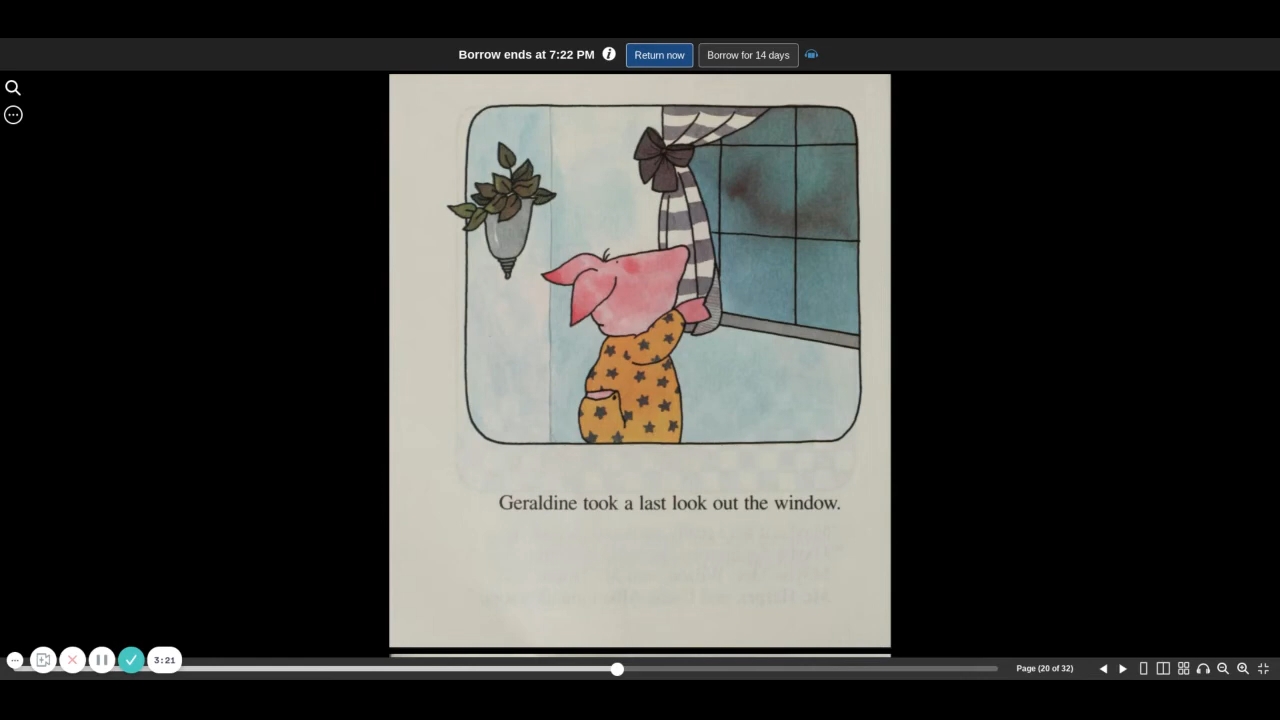 Borrow ends at 7:22 PM
Return now
Borrow for 14 days
Geraldine took a last look out the window.
3:21
Page (20 of 32)